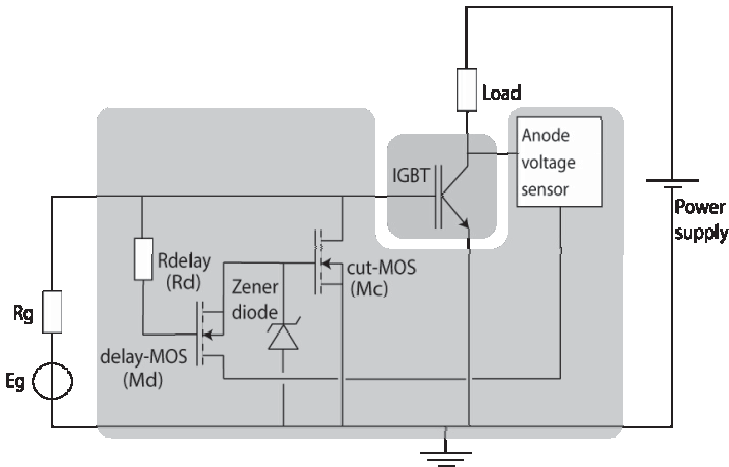 Load
Anode
voltage
sensor
IGBT
Power
supply
Rdelay
(Rd)
cut-MOS
(Mc)
Zener
diode
Rg
delay-MOS
(Md)
Eg